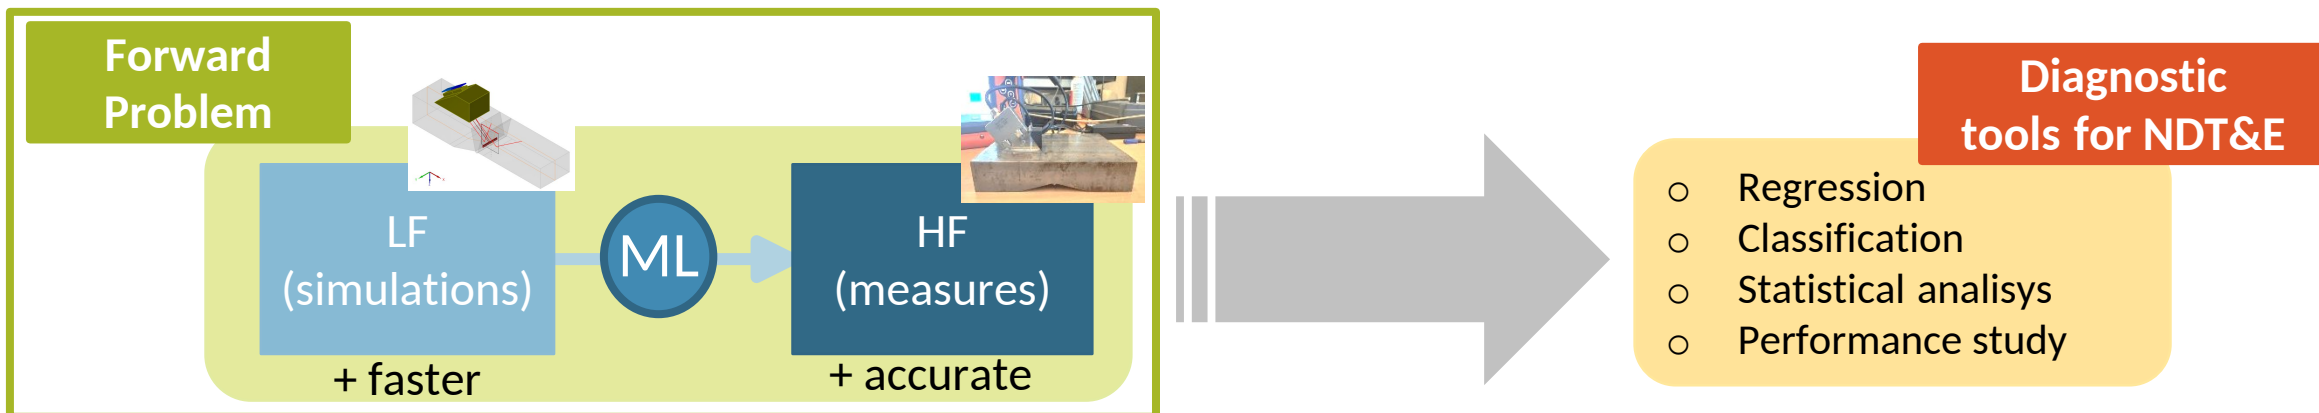 Forward
Problem
LF
(simulations)
+ faster
ML
HF
(measures)
+ accurate
Diagnostic
tools for NDT&E
○ Regression
○ Classification
○ Statistical analisys
○ Performance study